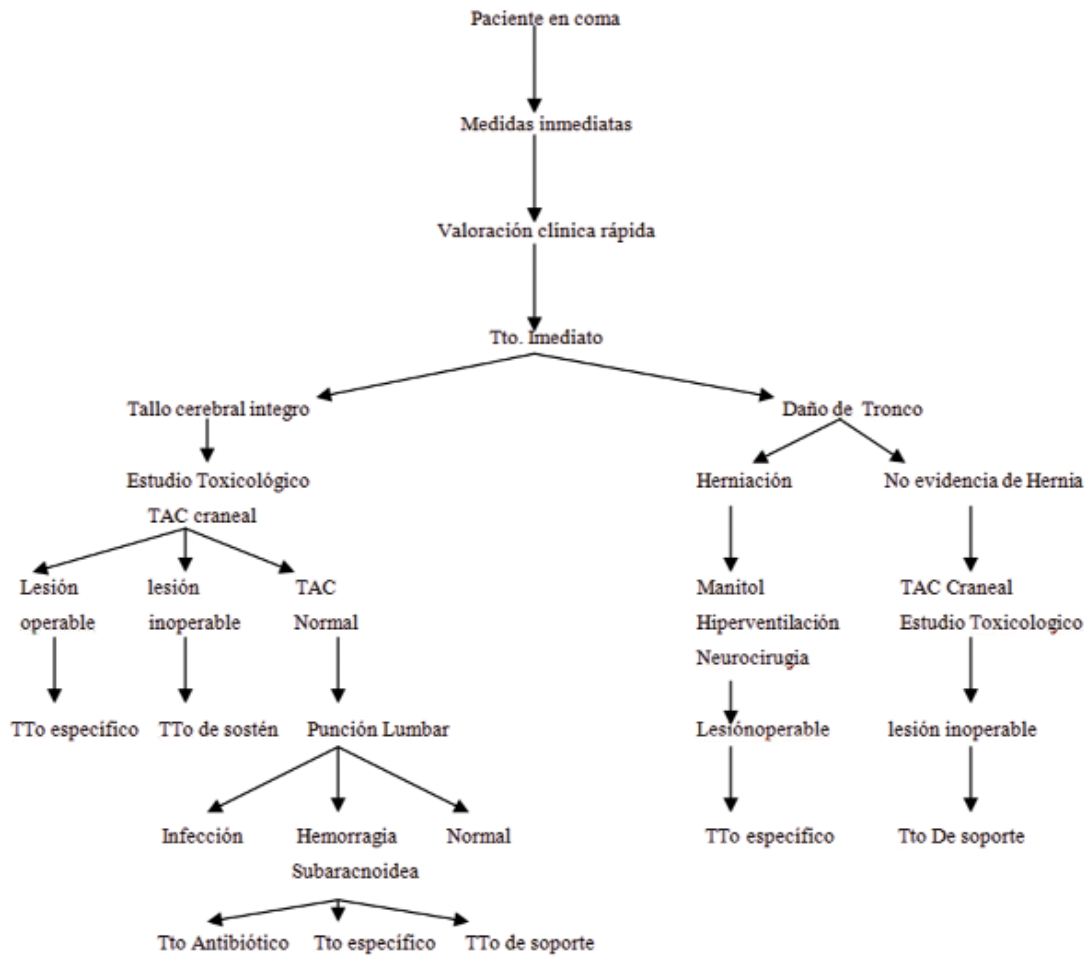 Paciente en coma
Medidas inmediatas
Valoración clínica rápida
Tto. Imediato
Tallo cerebral integro
Daño de Tronco
Estudio Toxicológico
Herniación
No evidencia de Hernia
TAC craneal
Lesión
lesión
TAC
Manitol
TAC Craneal
operable
inoperable
Normal
Hiperventilación
Estudio Toxicologico
Neurocirugia
TTo específico
TTo de sostén
Punción Lumbar
Lesiónoperable
lesión inoperable
Infección
Hemorragia
Normal
TTo específico
Tto De soporte
Subaracnoidea
Tto Antibiótico
Tto específico
TTo de soporte